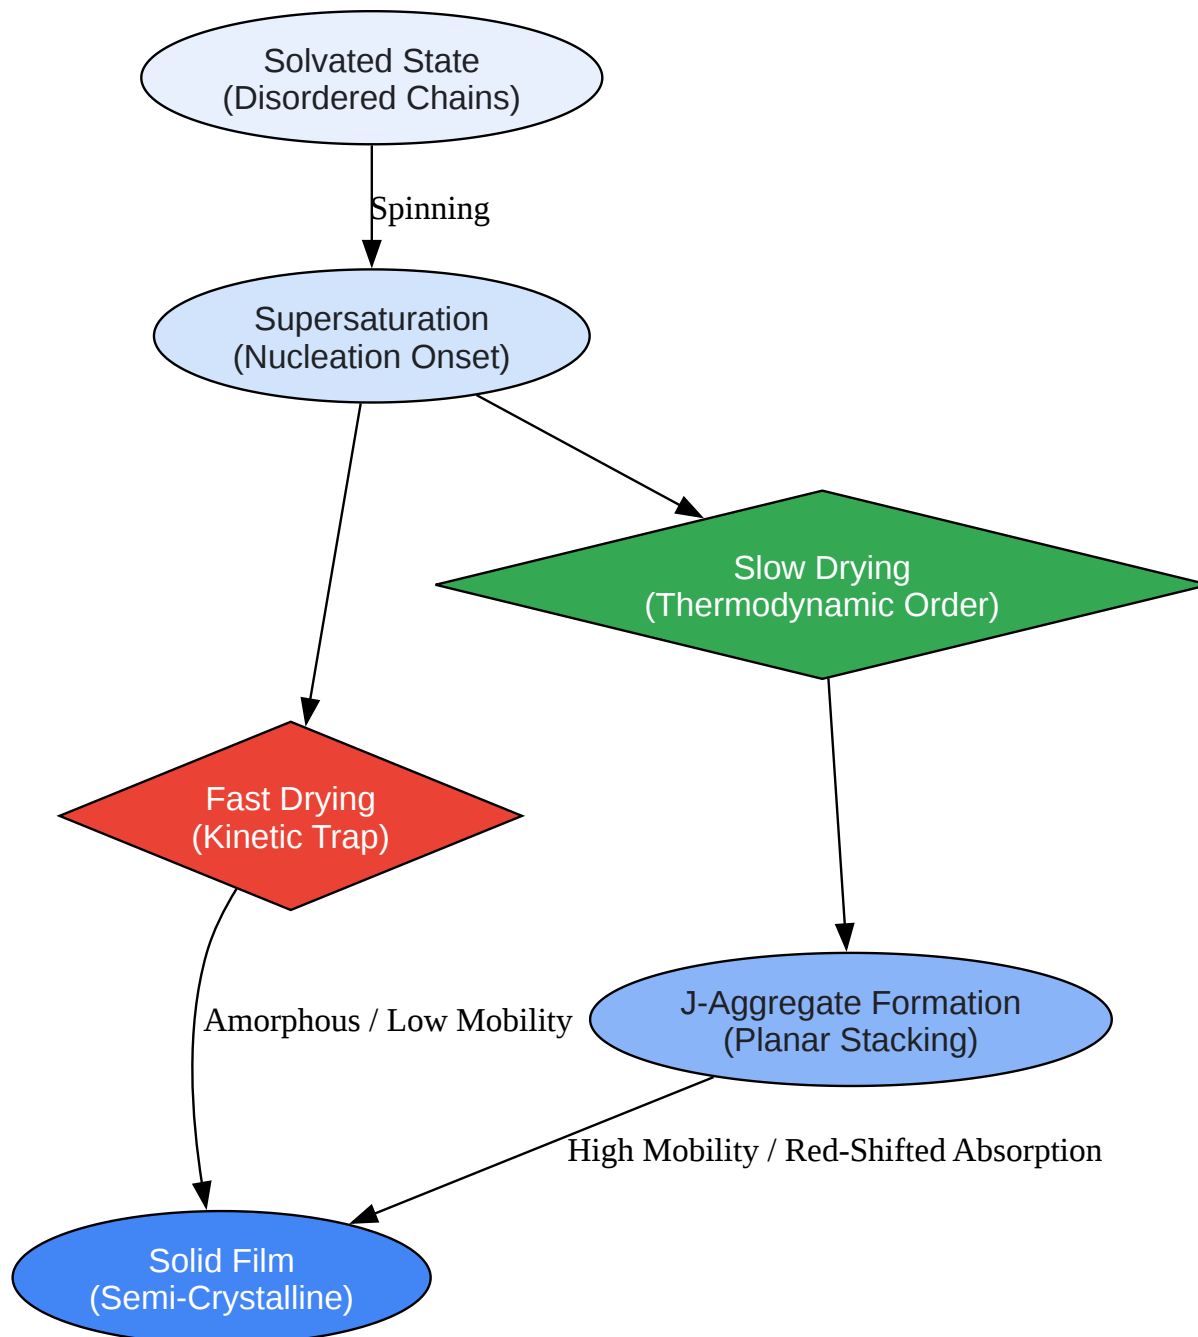 Solvated State
(Disordered Chains)
Spinning
Supersaturation
(Nucleation Onset)
Slow Drying
(Thermodynamic Order)
Fast Drying
(Kinetic Trap)
J-Aggregate Formation
(Planar Stacking)
Amorphous / Low Mobility
High Mobility / Red-Shifted Absorption
Solid Film
(Semi-Crystalline)